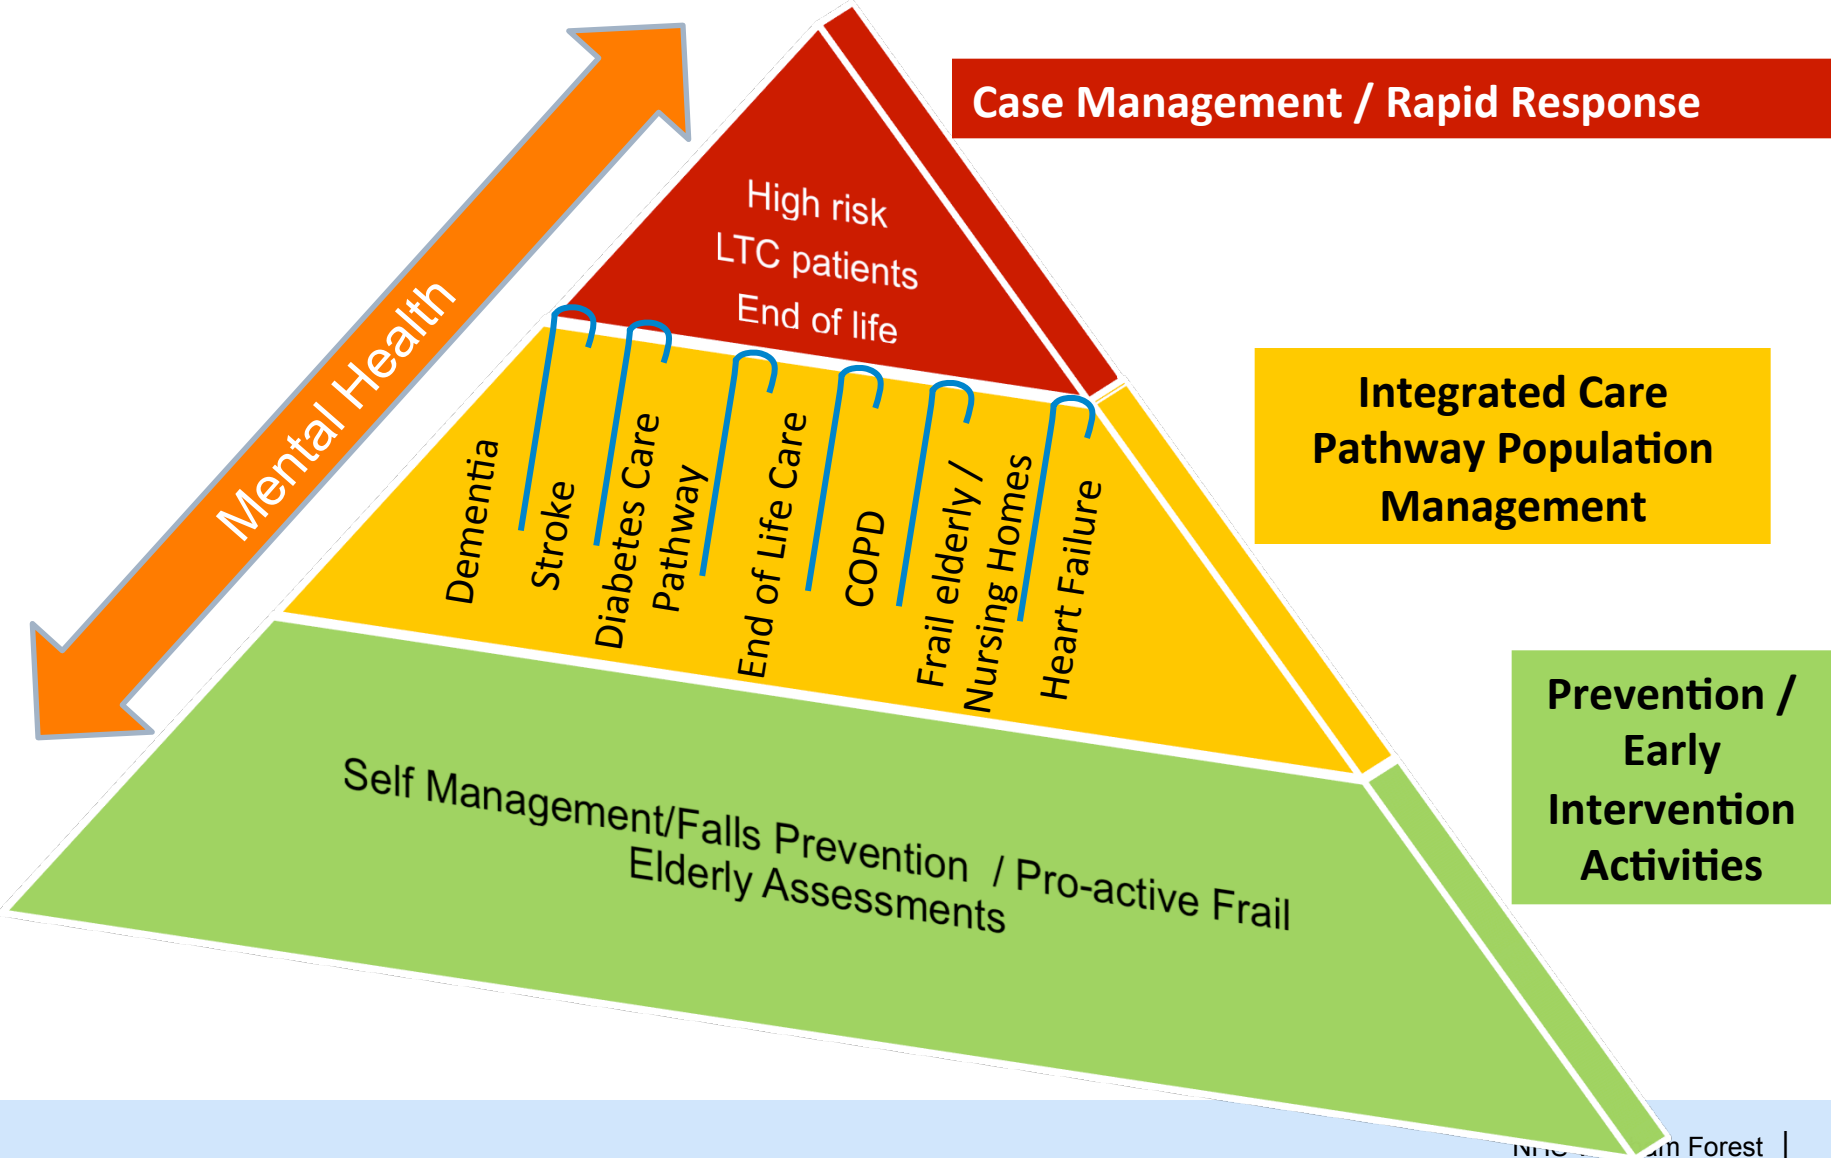 Case Management / Rapid Response
High risk
LTC patients
End of life
Mental Health
Integrated Care
Pathway Population
Management
Dementia
Stroke
Diabetes Care
Pathway
End of Life Care
COPD
Frail elderly /
Nursing Homes
Heart Failure
Prevention /
Early
Intervention
Activities
Self Management/Falls Prevention / Pro-active Frail
Elderly Assessments
NHS Forest |